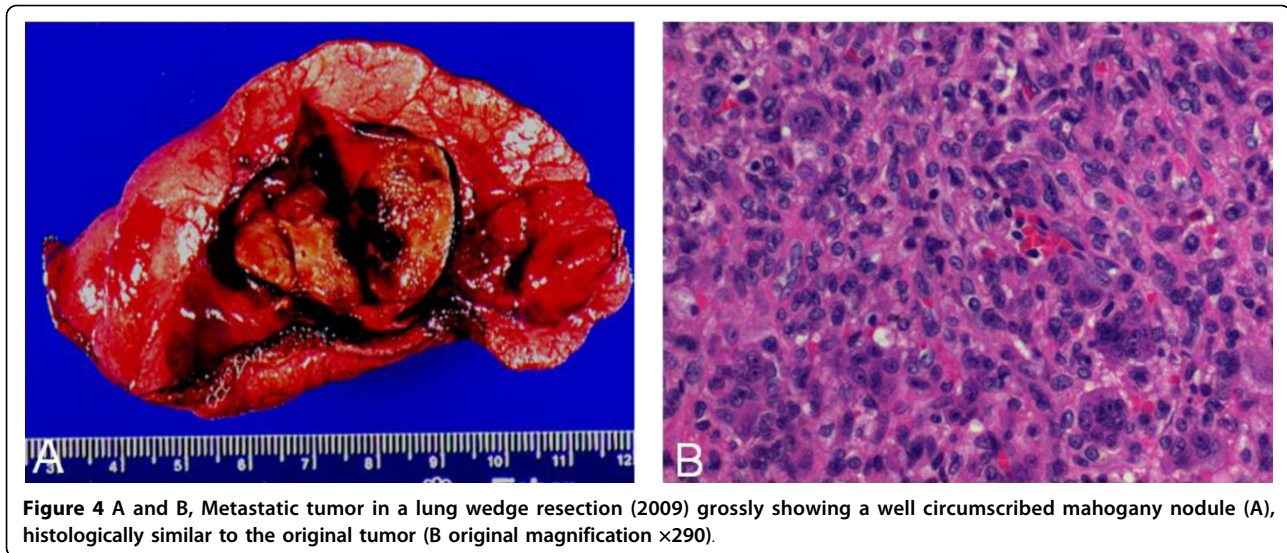 A
3 4 5 6 7 8 9 10 11 12
B
Figure 4 A and B, Metastatic tumor in a lung wedge resection (2009) grossly showing a well circumscribed mahogany nodule (A),
histologically similar to the original tumor (B original magnification ×290).